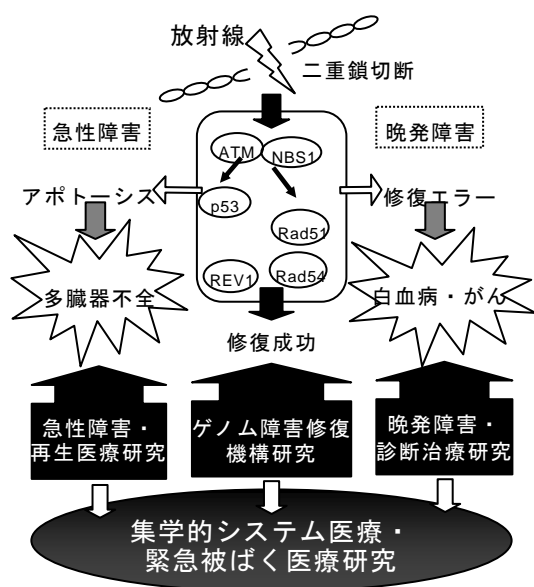 放射線
二重鎖切断
急性障害
晩発障害
ATM
NBS1
アポトーシス
p53
修復エラー
Rad51
REV1
Rad54
多臓器不全
白血病・がん
修復成功
急性障害・
再生医療研究
ゲノム障害修復
機構研究
晩発障害・
診断治療研究
集学的システム医療・
緊急被ばく医療研究